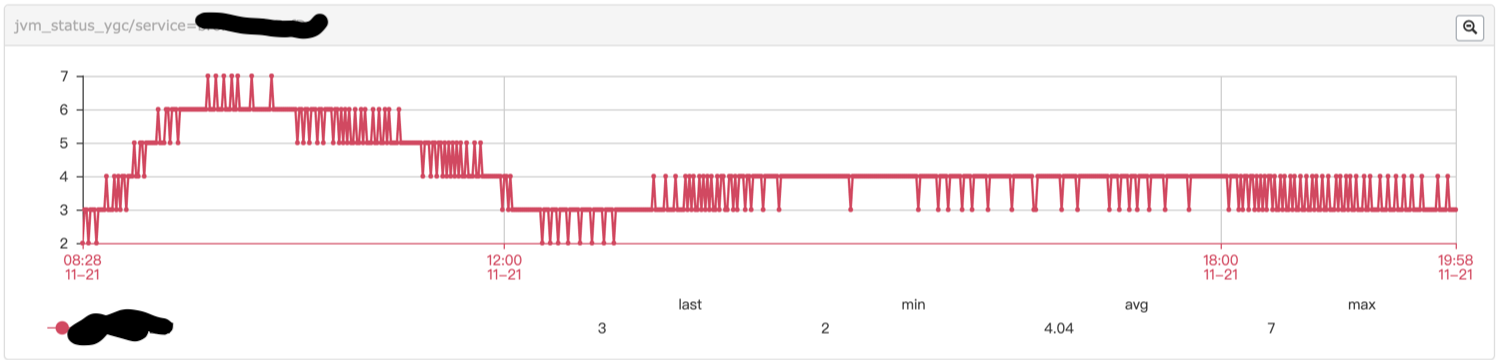 jvm_status_ygc/service=
7
6
5
4
3
2
08:28 12:00 18:00 19:58
11–21 11–21 11–21 11–21
last min avg max
3 2 4.04 7